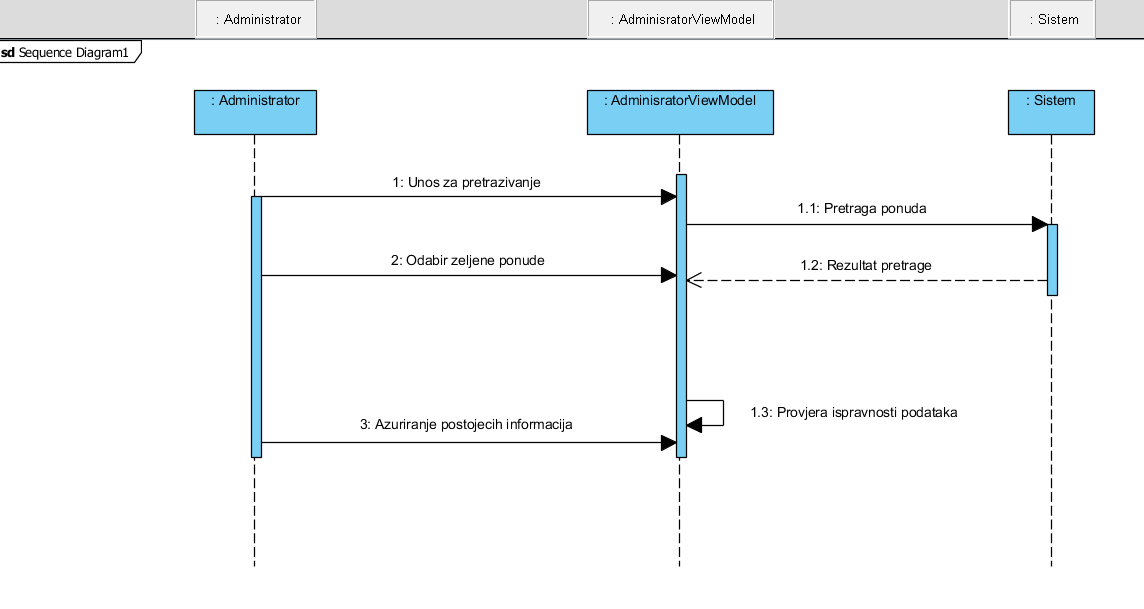 : Administrator
: AdminisratorViewModel
: Sistem
sd Sequence Diagram1
: Administrator
: AdminisratorViewModel
: Sistem
1: Unos za pretrazivanje
1.1: Pretraga ponuda
2: Odabir zeljene ponude
1.2: Rezultat pretrage
1.3: Provjera ispravnosti podataka
3: Azuriranje postojecih informacija